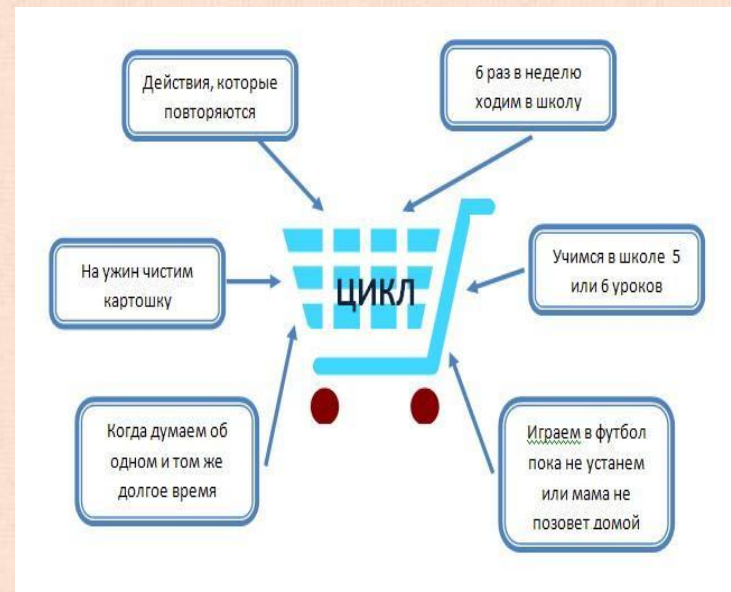 Действия, которые
повторяются
6 раз в неделю
ходим в школу
На ужин чистим
картошку
ЦИКЛ
Учимся в школе 5
или 6 уроков
Когда думаем об
одном и том же
долгое время
Играем в футбол
пока не устанем
или мама не
позовет домой